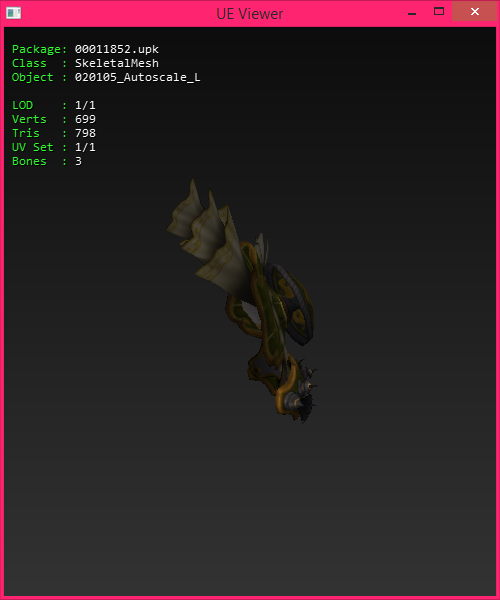 UE Viewer
Package: 00011852.upk
Class  : SkeletalMesh
Object : 020105_Autoscale_L
LOD    : 1/1
Verts  : 699
Tris   : 798
UV Set : 1/1
Bones  : 3